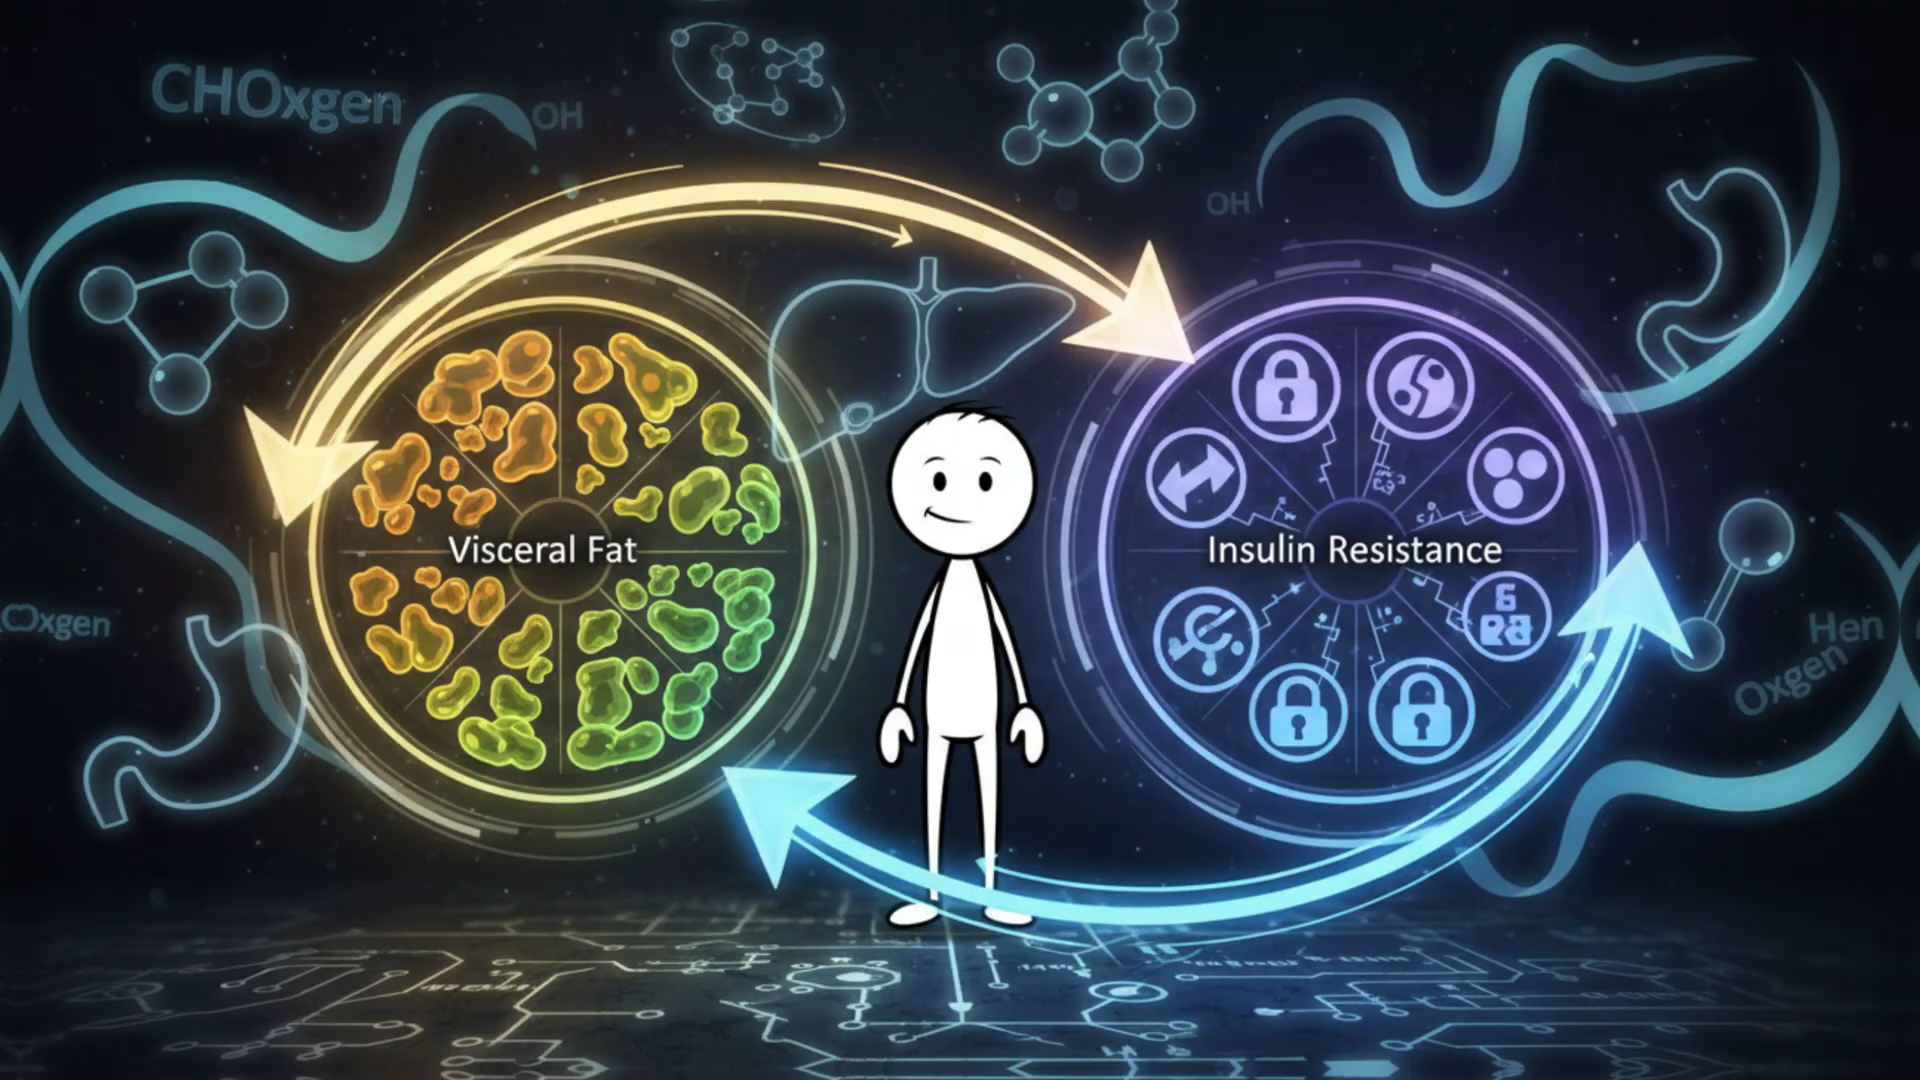 CHOxgen
OH
OH
Visceral Fat
Insulin Resistance
Oxgen
Hen
Oxgen